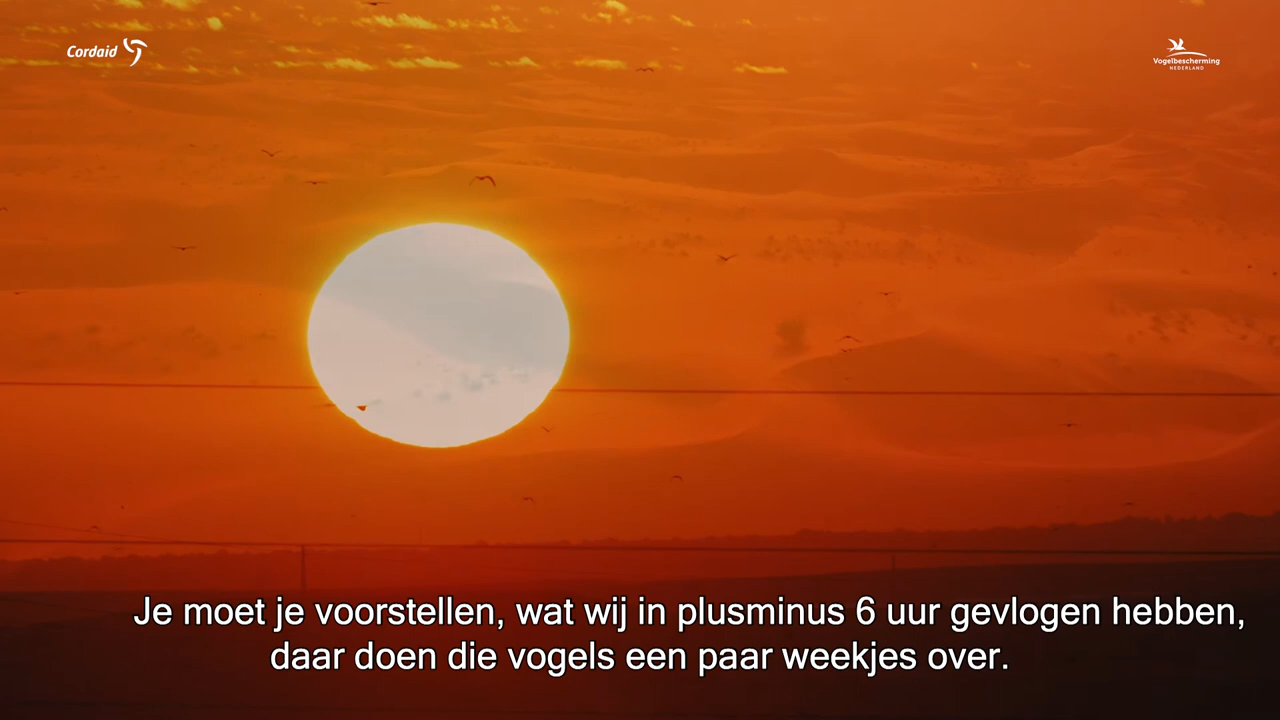 Cordaid
Vogelbescherming
NEDERLAND
Je moet je voorstellen, wat wij in plusminus 6 uur gevlogen hebben,
daar doen die vogels een paar weekjes over.